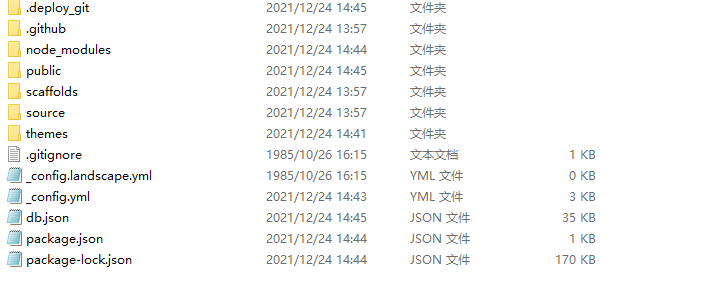 .deploy_git 2021/12/24 14:45 文件夹
.github 2021/12/24 13:57 文件夹
node_modules 2021/12/24 14:44 文件夹
public 2021/12/24 14:45 文件夹
scaffolds 2021/12/24 13:57 文件夹
source 2021/12/24 13:57 文件夹
themes 2021/12/24 14:41 文件夹
.gitignore 1985/10/26 16:15 文本文档 1 KB
_config.landscape.yml 1985/10/26 16:15 YML 文件 0 KB
_config.yml 2021/12/24 14:43 YML 文件 3 KB
db.json 2021/12/24 14:45 JSON 文件 35 KB
package.json 2021/12/24 14:44 JSON 文件 1 KB
package-lock.json 2021/12/24 14:44 JSON 文件 170 KB